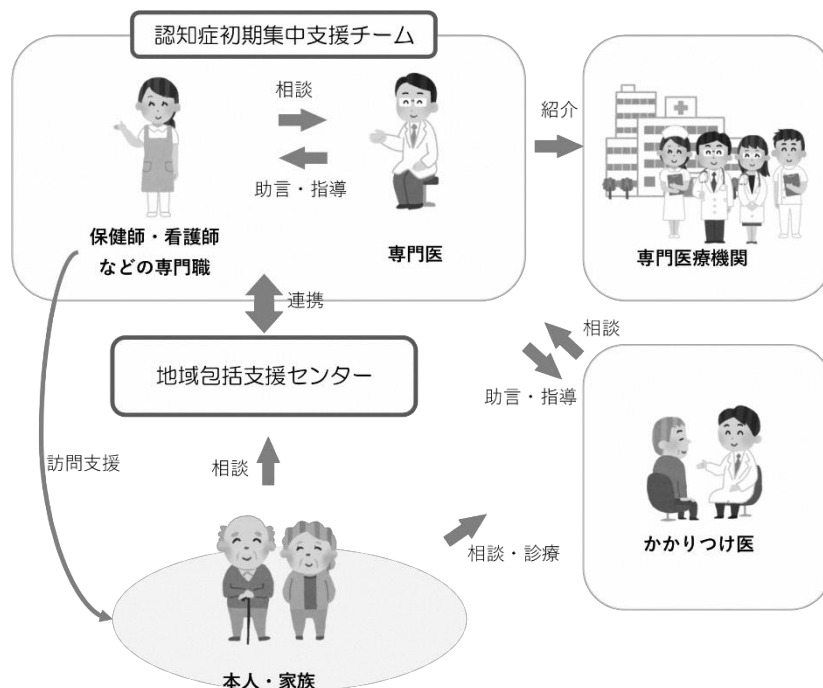 認知症初期集中支援チーム
相談
助言・指導
保健師・看護師
などの専門職
専門医
紹介
専門医療機関
連携
地域包括支援センター
相談
助言・指導
訪問支援
相談
相談・診療
かかりつけ医
本人・家族